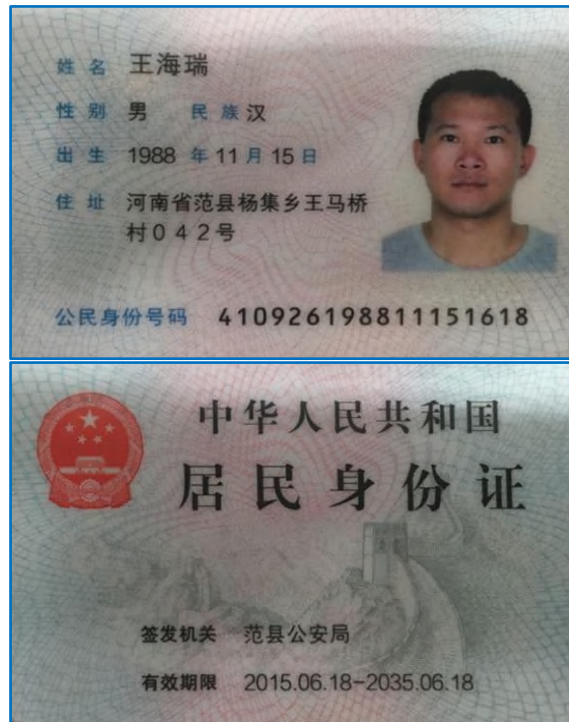 姓名 王海瑞
性别 男 民族 汉
出生 1988 年 11 月 15 日
住址 河南省范县杨集乡王马桥
村042号
公民身份号码 410926198811151618
中华人民共和国
居民身份证
签发机关 范县公安局
有效期限 2015.06.18-2035.06.18